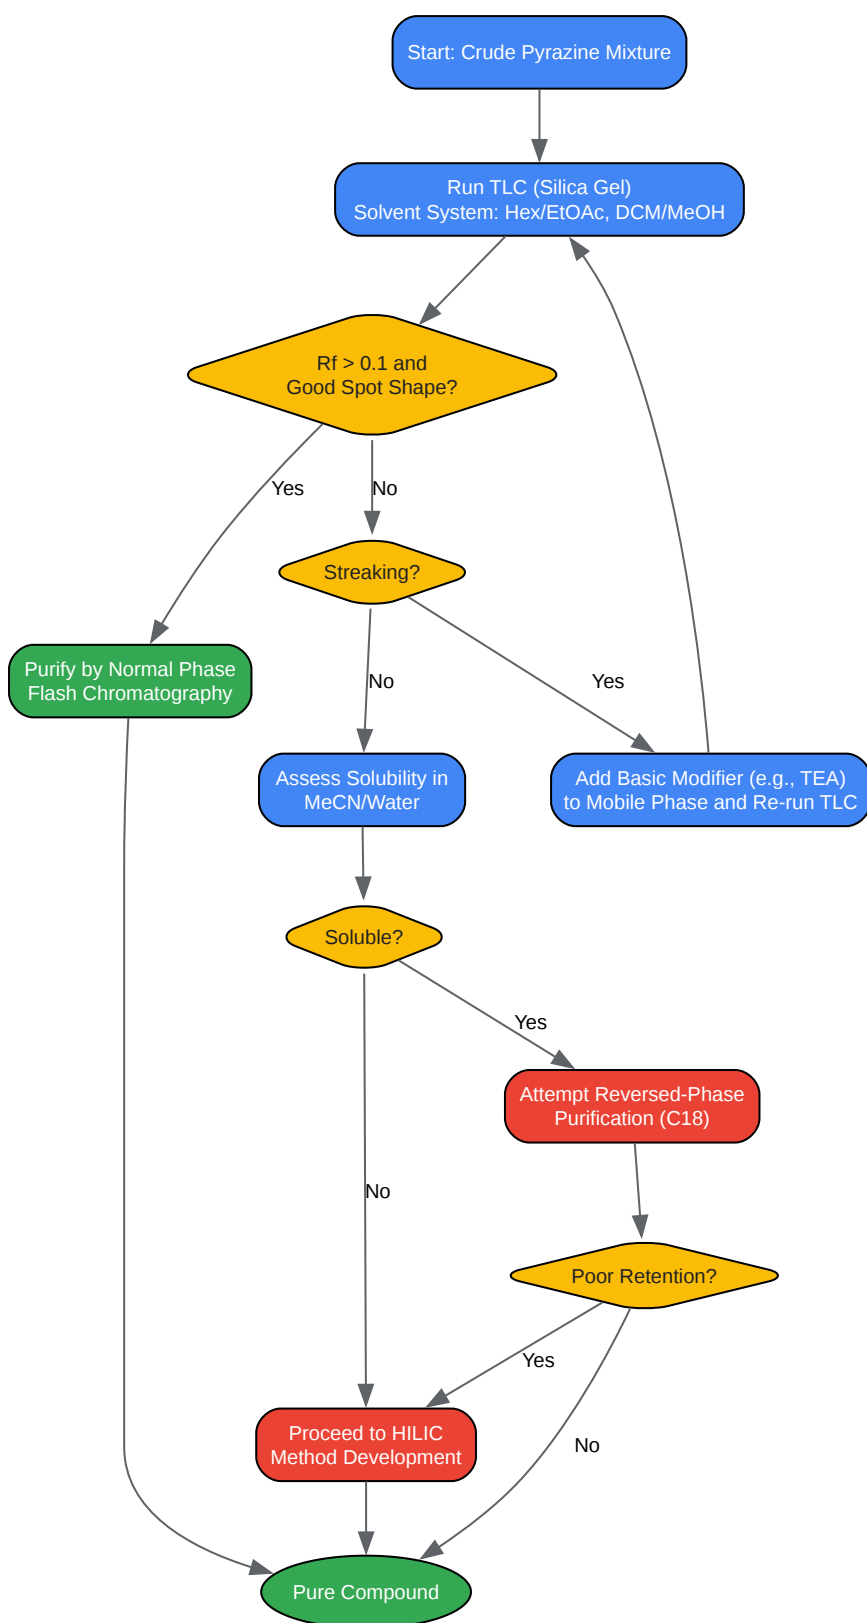 Start: Crude Pyrazine Mixture
Run TLC (Silica Gel)
Solvent System: Hex/EtOAc, DCM/MeOH
Rf > 0.1 and
Good Spot Shape?
Yes
No
Streaking?
Purify by Normal Phase
Flash Chromatography
No
Yes
Assess Solubility in
MeCN/Water
Add Basic Modifier (e.g., TEA)
to Mobile Phase and Re-run TLC
Soluble?
Yes
Attempt Reversed-Phase
Purification (C18)
No
Poor Retention?
Yes
Proceed to HILIC
Method Development
No
Pure Compound